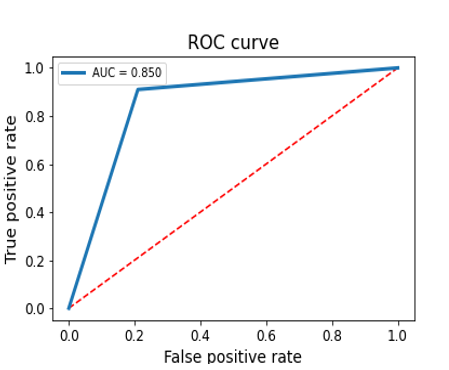 ROC curve
AUC = 0.850
True positive rate
1.0
0.8
0.6
0.4
0.2
0.0
0.0 0.2 0.4 0.6 0.8 1.0
False positive rate